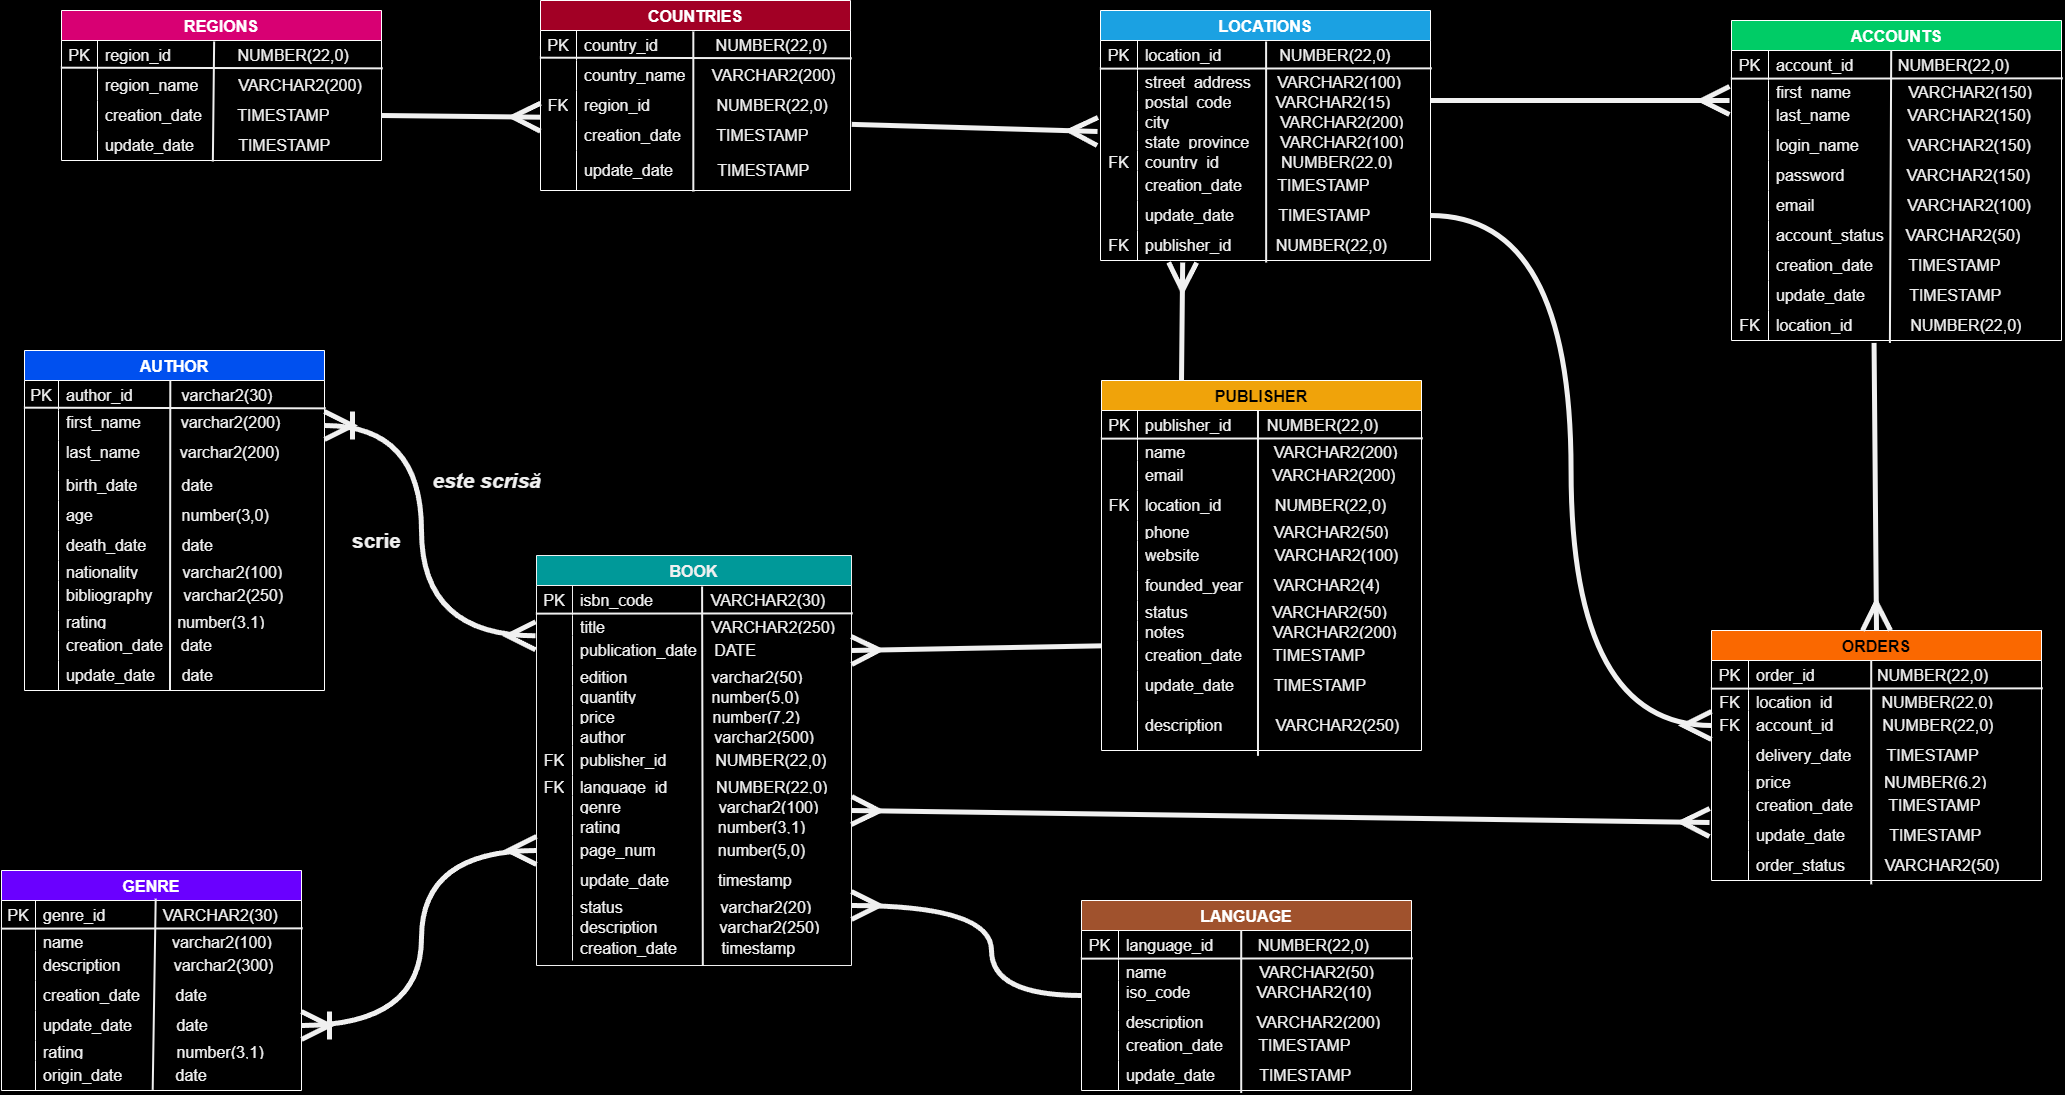 REGIONS
PK region_id NUMBER(22,0)
region_name VARCHAR2(200)
creation_date TIMESTAMP
update_date TIMESTAMP
COUNTRIES
PK country_id NUMBER(22,0)
country_name VARCHAR2(200)
FK region_id NUMBER(22,0)
creation_date TIMESTAMP
update_date TIMESTAMP
LOCATIONS
PK location_id NUMBER(22,0)
street_address VARCHAR2(100)
postal_code VARCHAR2(15)
city VARCHAR2(200)
state_province VARCHAR2(100)
FK country_id NUMBER(22,0)
creation_date TIMESTAMP
update_date TIMESTAMP
FK publisher_id NUMBER(22,0)
ACCOUNTS
PK account_id NUMBER(22,0)
first_name VARCHAR2(150)
last_name VARCHAR2(150)
login_name VARCHAR2(150)
password VARCHAR2(150)
email VARCHAR2(100)
account_status VARCHAR2(50)
creation_date TIMESTAMP
update_date TIMESTAMP
FK location_id NUMBER(22,0)
AUTHOR
PK author_id varchar2(30)
first_name varchar2(200)
last_name varchar2(200)
birth_date date
age number(3,0)
death_date date
nationality varchar2(100)
bibliography varchar2(250)
rating number(3,1)
creation_date date
update_date date
este scrisă
scrie
PUBLISHER
PK publisher_id NUMBER(22,0)
name VARCHAR2(200)
email VARCHAR2(200)
FK location_id NUMBER(22,0)
phone VARCHAR2(50)
website VARCHAR2(100)
founded_year VARCHAR2(4)
status VARCHAR2(50)
notes VARCHAR2(200)
creation_date TIMESTAMP
update_date TIMESTAMP
description VARCHAR2(250)
BOOK
PK isbn_code VARCHAR2(30)
title VARCHAR2(250)
publication_date DATE
edition varchar2(50)
quantity number(5,0)
price number(7,2)
author varchar2(500)
FK publisher_id NUMBER(22,0)
FK language_id NUMBER(22,0)
genre varchar2(100)
rating number(3,1)
page_num number(5,0)
update_date timestamp
status varchar2(20)
description varchar2(250)
creation_date timestamp
ORDERS
PK order_id NUMBER(22,0)
FK location_id NUMBER(22,0)
FK account_id NUMBER(22,0)
delivery_date TIMESTAMP
price NUMBER(6,2)
creation_date TIMESTAMP
update_date TIMESTAMP
order_status VARCHAR2(50)
GENRE
PK genre_id VARCHAR2(30)
name varchar2(100)
description varchar2(300)
creation_date date
update_date date
rating number(3,1)
origin_date date
LANGUAGE
PK language_id NUMBER(22,0)
name VARCHAR2(50)
iso_code VARCHAR2(10)
description VARCHAR2(200)
creation_date TIMESTAMP
update_date TIMESTAMP